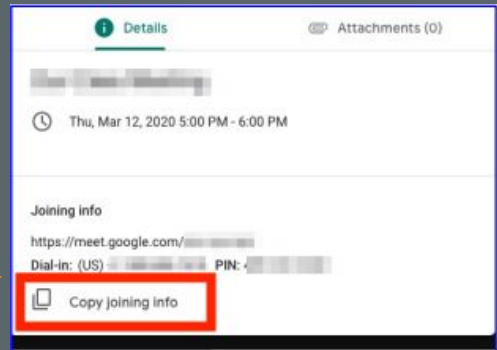 Details
Attachments (0)
Thu, Mar 12, 2020 5:00 PM - 6:00 PM
Joining info
https://meet.google.com/
Dial-in: (US) PIN:
Copy joining info